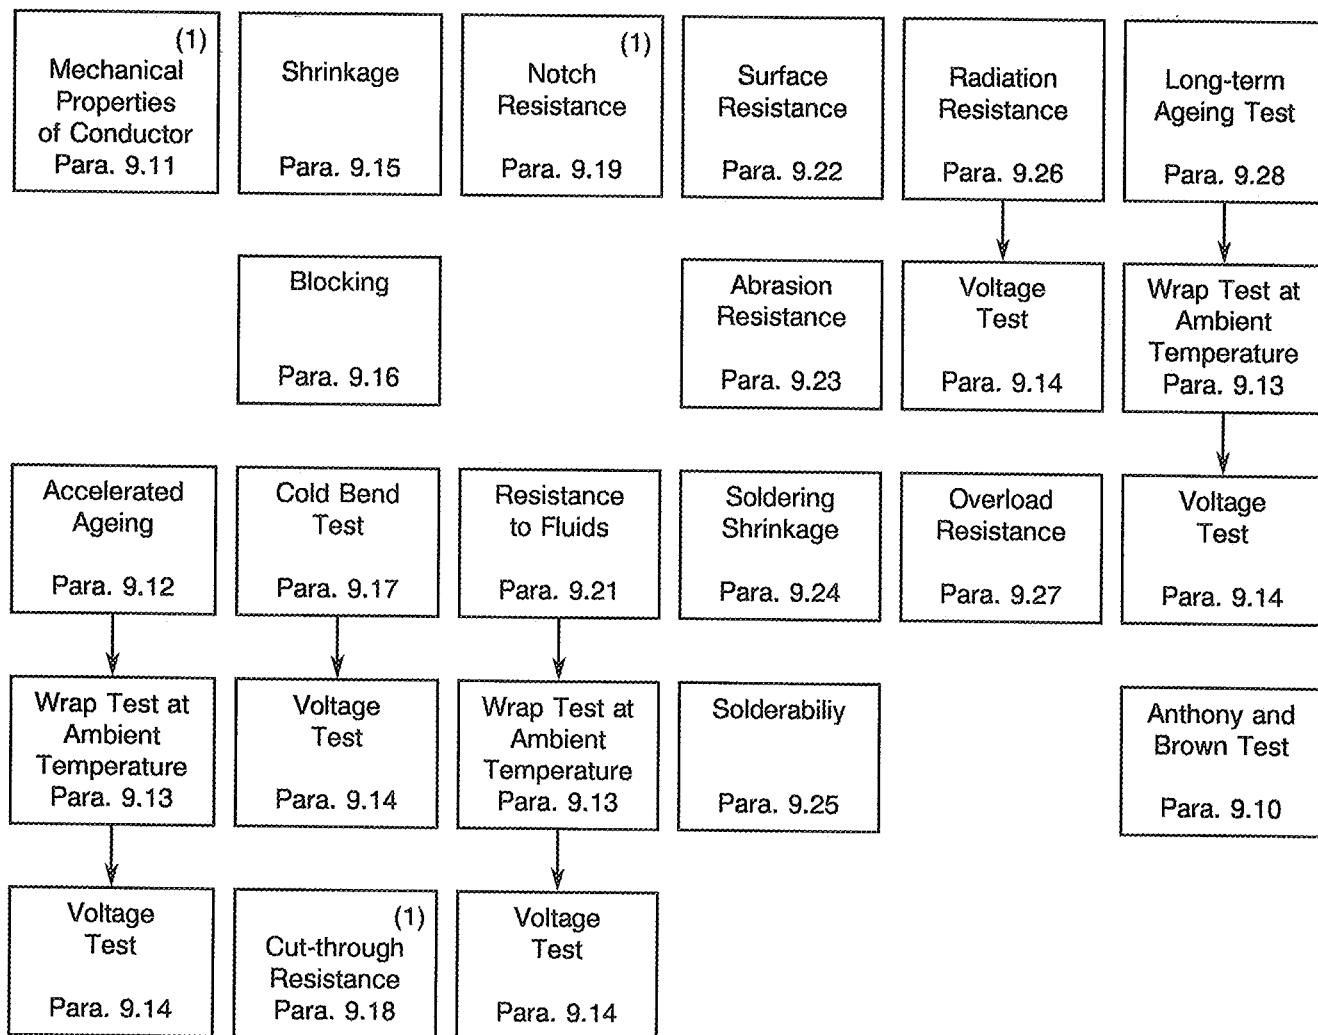 (1)
Mechanical
Properties
of Conductor
Para. 9.11
Shrinkage
Para. 9.15
(1)
Notch
Resistance
Para. 9.19
Surface
Resistance
Para. 9.22
Radiation
Resistance
Para. 9.26
Long-term
Ageing Test
Para. 9.28
Blocking
Para. 9.16
Abrasion
Resistance
Para. 9.23
Voltage
Test
Para. 9.14
Wrap Test at
Ambient
Temperature
Para. 9.13
Accelerated
Ageing
Para. 9.12
Cold Bend
Test
Para. 9.17
Resistance
to Fluids
Para. 9.21
Soldering
Shrinkage
Para. 9.24
Overload
Resistance
Para. 9.27
Voltage
Test
Para. 9.14
Wrap Test at
Ambient
Temperature
Para. 9.13
Voltage
Test
Para. 9.14
Wrap Test at
Ambient
Temperature
Para. 9.13
Solderabiliy
Para. 9.25
Anthony and
Brown Test
Para. 9.10
Voltage
Test
Para. 9.14
(1)
Cut-through
Resistance
Para. 9.18
Voltage
Test
Para. 9.14